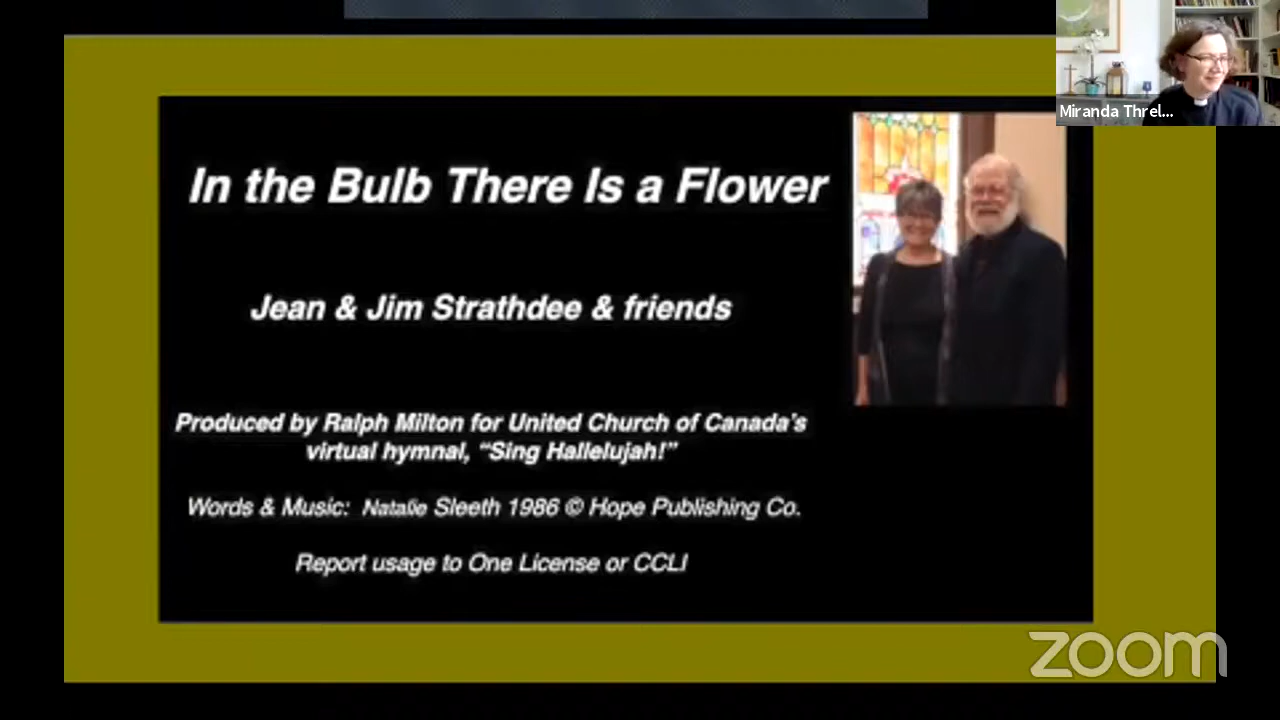 Miranda Threl...
In the Bulb There Is a Flower
Jean & Jim Strathdee & friends
Produced by Ralph Milton for United Church of Canada's
virtual hymnal, "Sing Hallelujah!"
Words & Music: Natalie Sleeth 1986 © Hope Publishing Co.
Report usage to One License or CCLI
zoom